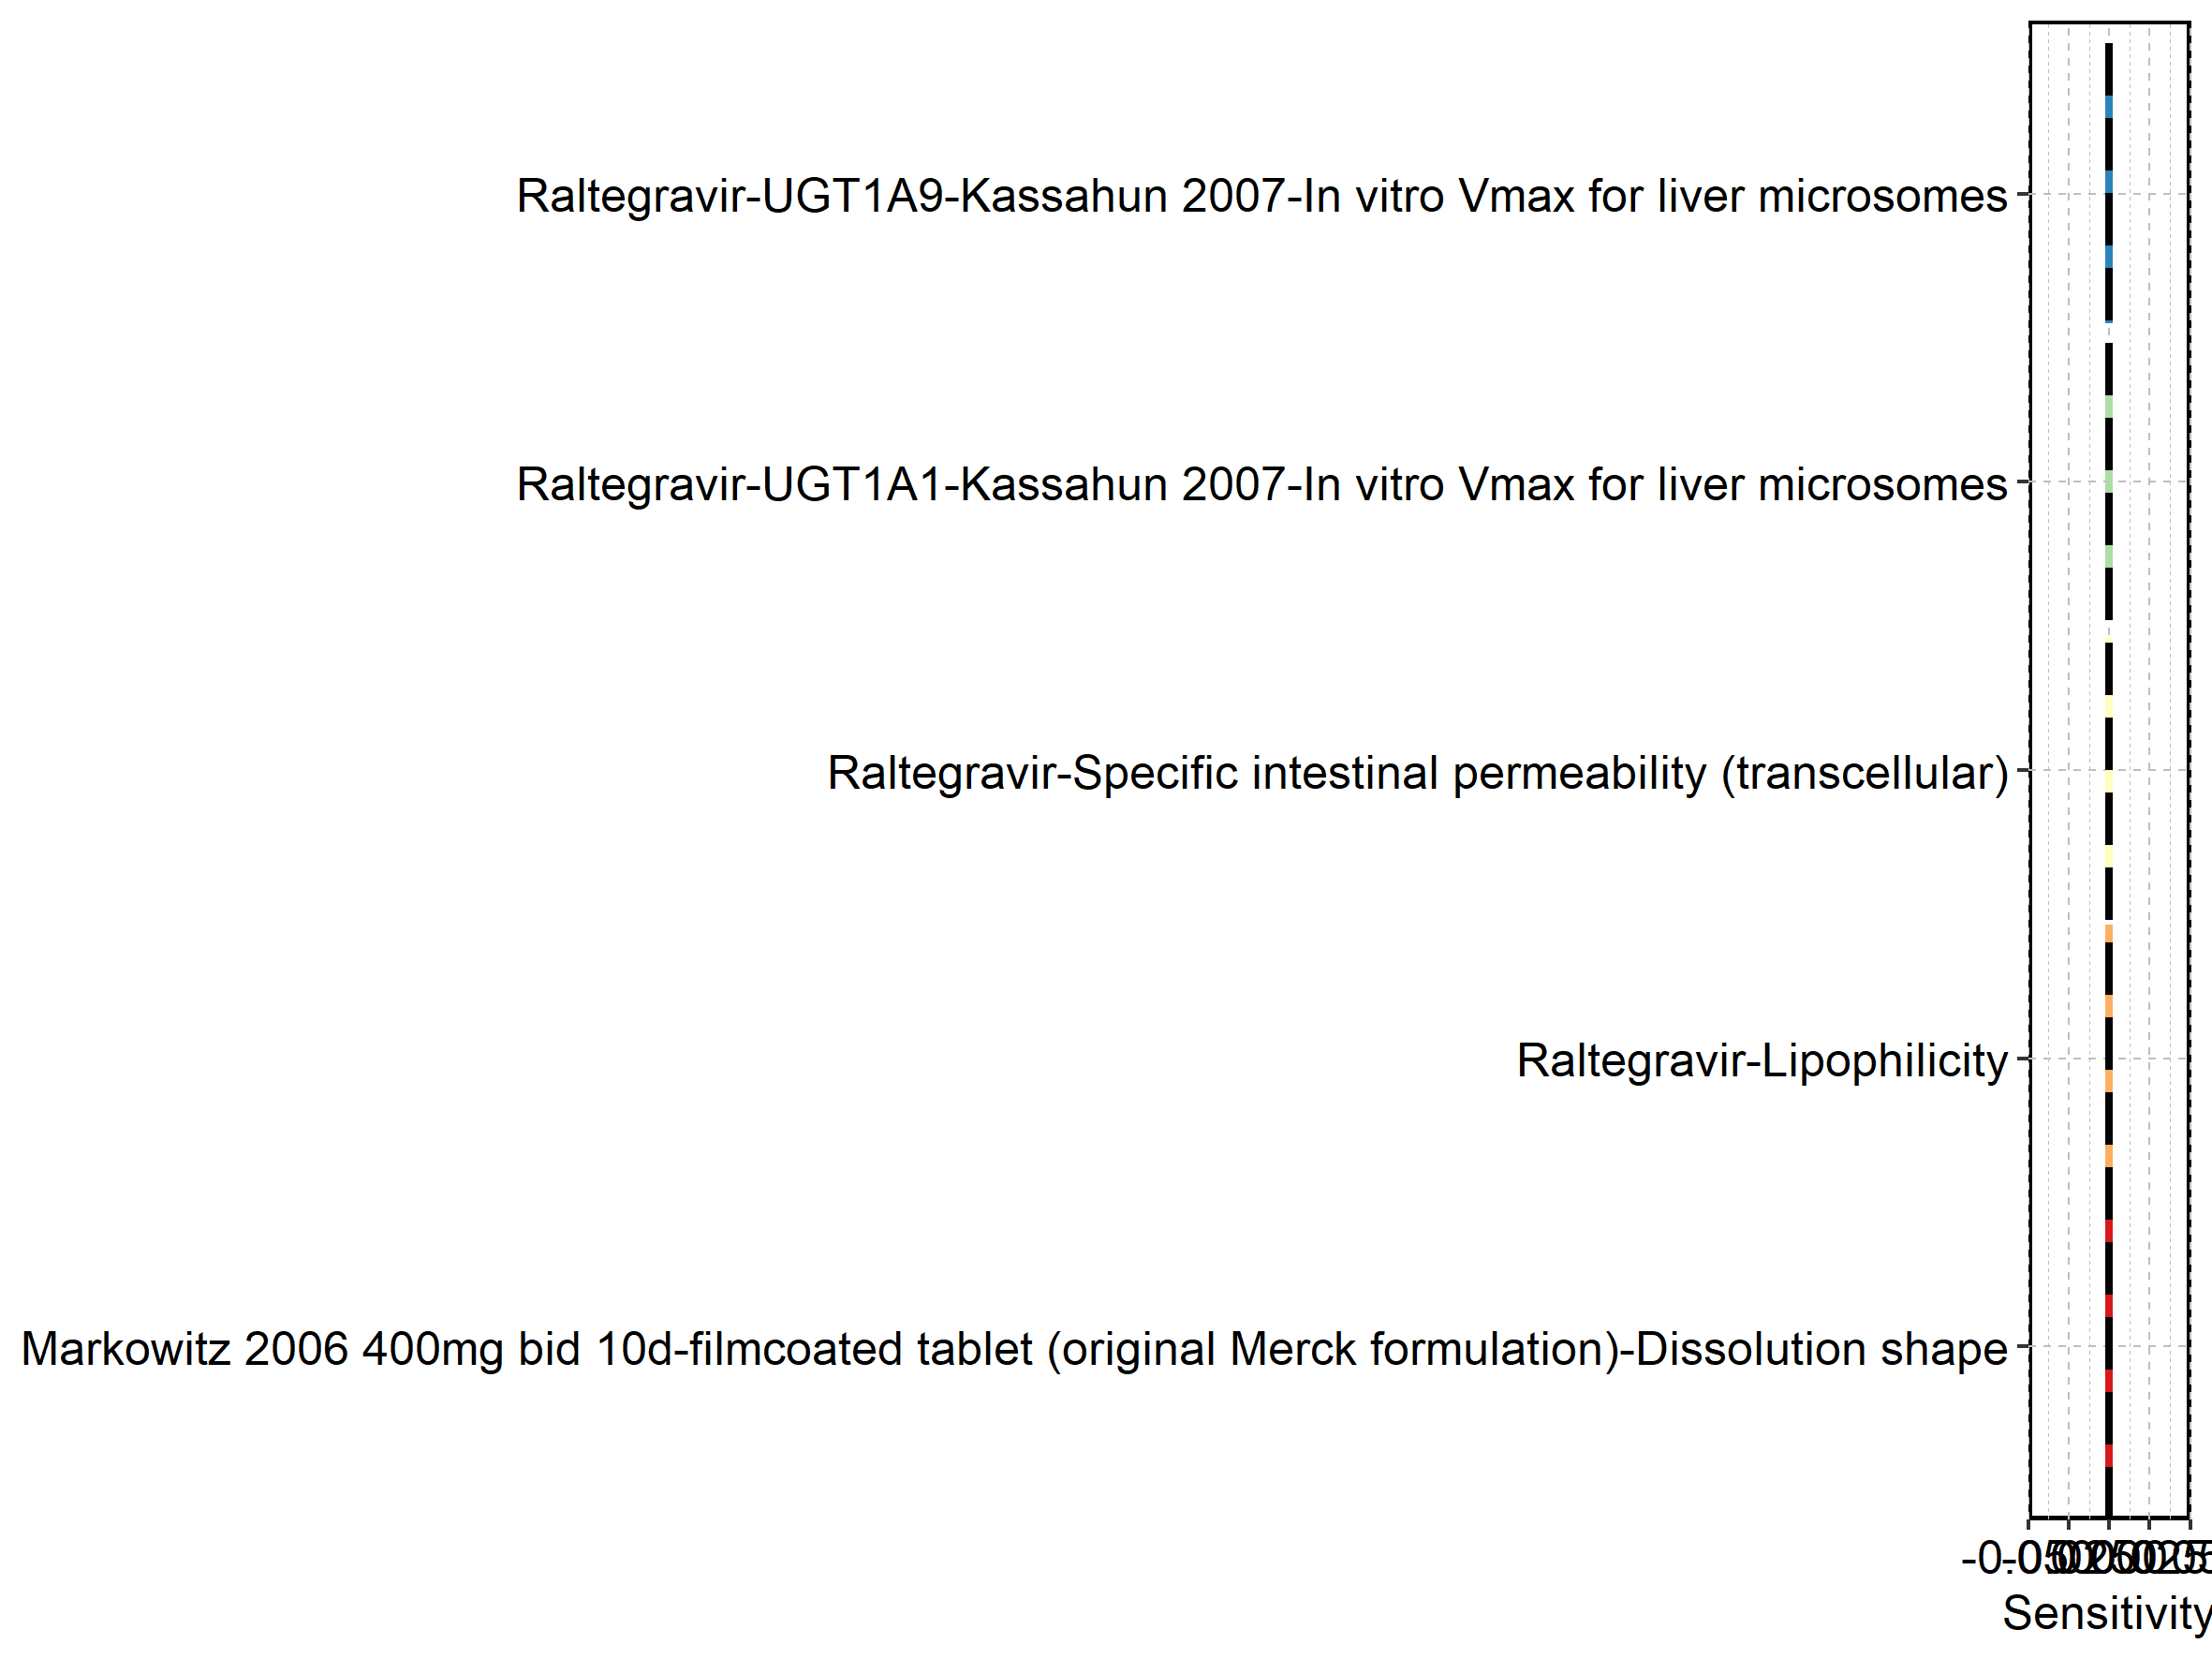 Raltegravir-UGT1A9-Kassahun 2007-In vitro Vmax for liver microsomes
Raltegravir-UGT1A1-Kassahun 2007-In vitro Vmax for liver microsomes
Raltegravir-Specific intestinal permeability (transcellular)
Raltegravir-Lipophilicity
Markowitz 2006 400mg bid 10d-filmcoated tablet (original Merck formulation)-Dissolution shape
Sensitivity